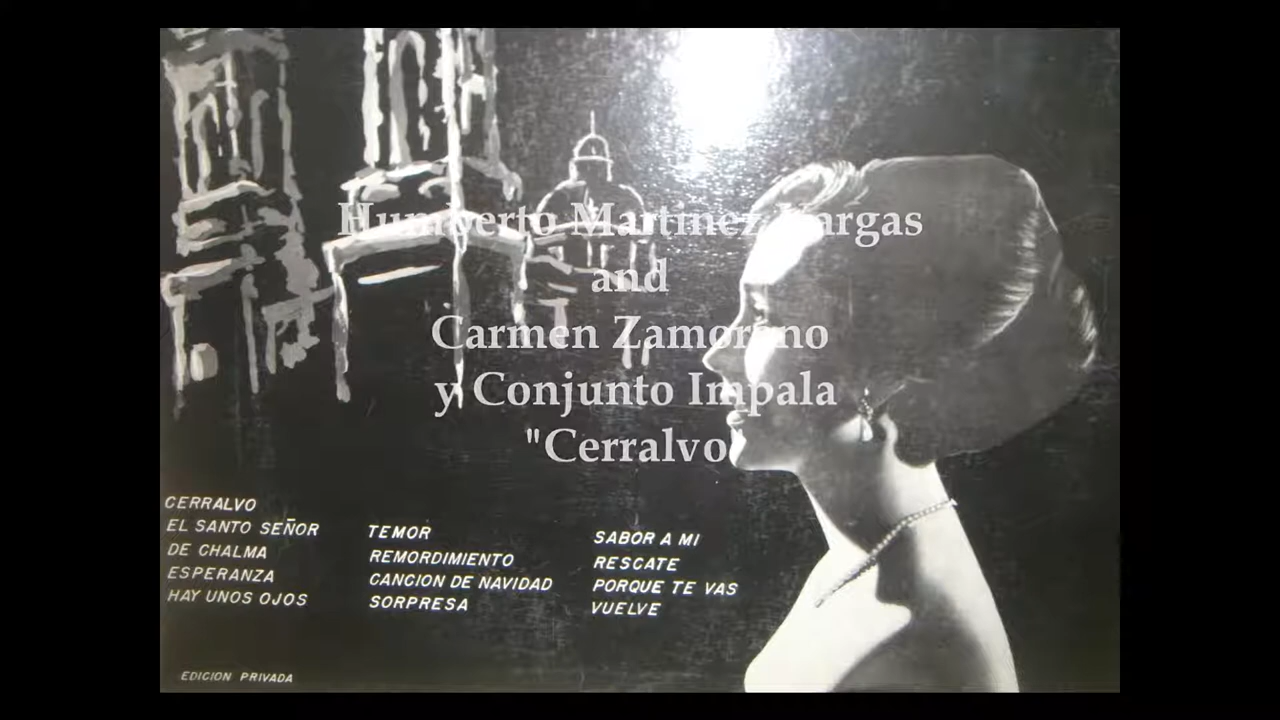 Humberto Martinez Vargas
and
Carmen Zamorano
y Conjunto Impala
"Cerralvo"
CERRALVO
EL SANTO SEÑOR
DE CHALMA
ESPERANZA
HAY UNOS OJOS
TEMOR
REMORDIMIENTO
CANCION DE NAVIDAD
SORPRESA
SABOR A MI
RESCATE
PORQUE TE VAS
VUELVE
EDICION PRIVADA